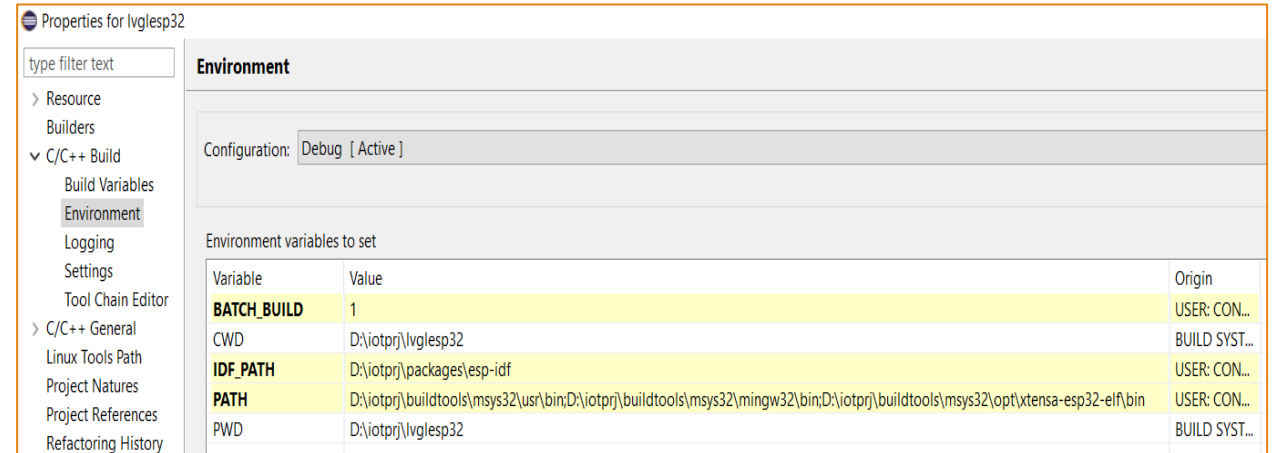 Properties for lvglesp32
type filter text
Resource
Builders
C/C++ Build
Build Variables
Environment
Logging
Settings
Tool Chain Editor
C/C++ General
Linux Tools Path
Project Natures
Project References
Refactoring History
Environment
Configuration: Debug [ Active ]
Environment variables to set
Variable Value Origin
BATCH_BUILD 1 USER: CON...
CWD D:\iotprj\lvglesp32 BUILD SYST...
IDF_PATH D:\iotprj\packages\esp-idf USER: CON...
PATH D:\iotprj\buildtools\msys32\usr\bin;D:\iotprj\buildtools\msys32\mingw32\bin;D:\iotprj\buildtools\msys32\opt\xtensa-esp32-elf\bin USER: CON...
PWD D:\iotprj\lvglesp32 BUILD SYST...